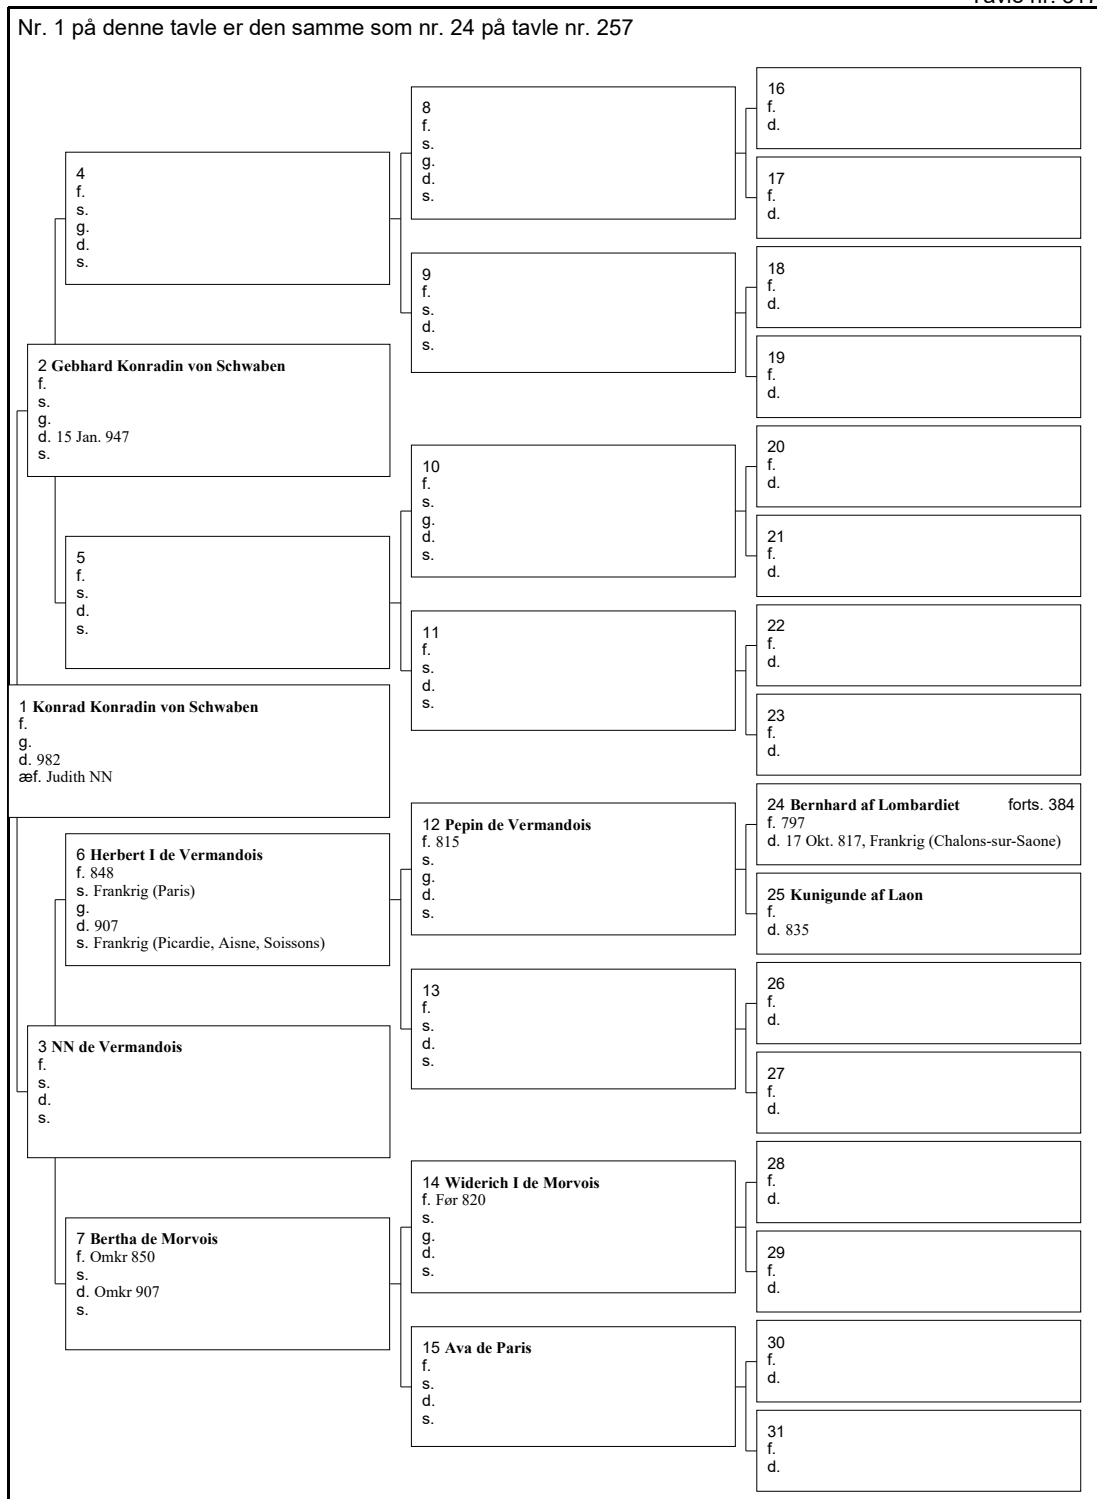 Nr. 1 på denne tavle er den samme som nr. 24 på tavle nr. 257
1 Konrad Konradin von Schwaben
f.
g.
d. 982
æf. Judith NN
2 Gebhard Konradin von Schwaben
f.
s.
g.
d. 15 Jan. 947
s.
3 NN de Vermandois
f.
s.
d.
s.
4
f.
s.
g.
d.
s.
5
f.
s.
d.
s.
6 Herbert I de Vermandois
f. 848
s. Frankrig (Paris)
g.
d. 907
s. Frankrig (Picardie, Aisne, Soissons)
7 Bertha de Morvois
f. Omkr 850
s.
d. Omkr 907
s.
8
f.
s.
g.
d.
s.
9
f.
s.
d.
s.
10
f.
s.
g.
d.
s.
11
f.
s.
d.
s.
12 Pepin de Vermandois
f. 815
s.
g.
d.
s.
13
f.
s.
d.
s.
14 Widerich I de Morvois
f. Før 820
s.
g.
d.
s.
15 Ava de Paris
f.
s.
d.
s.
16
f.
d.
17
f.
d.
18
f.
d.
19
f.
d.
20
f.
d.
21
f.
d.
22
f.
d.
23
f.
d.
24 Bernhard af Lombardiet forts. 384
f. 797
d. 17 Okt. 817, Frankrig (Chalons-sur-Saone)
25 Kunigunde af Laon
f.
d. 835
26
f.
d.
27
f.
d.
28
f.
d.
29
f.
d.
30
f.
d.
31
f.
d.